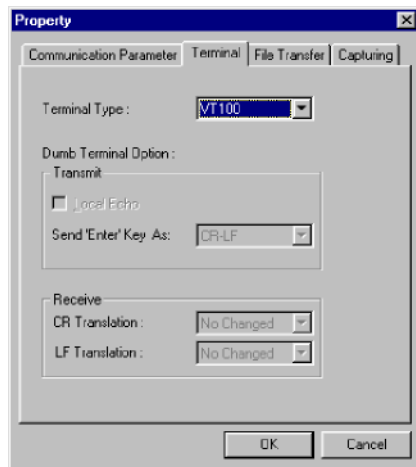 Property
Communication Parameter Terminal File Transfer Capturing
Terminal Type : VT100
Dumb Terminal Option :
Transmit
Local Echo
Send 'Enter' Key As: CR-LF
Receive
CR Translation : No Changed
LF Translation : No Changed
OK Cancel